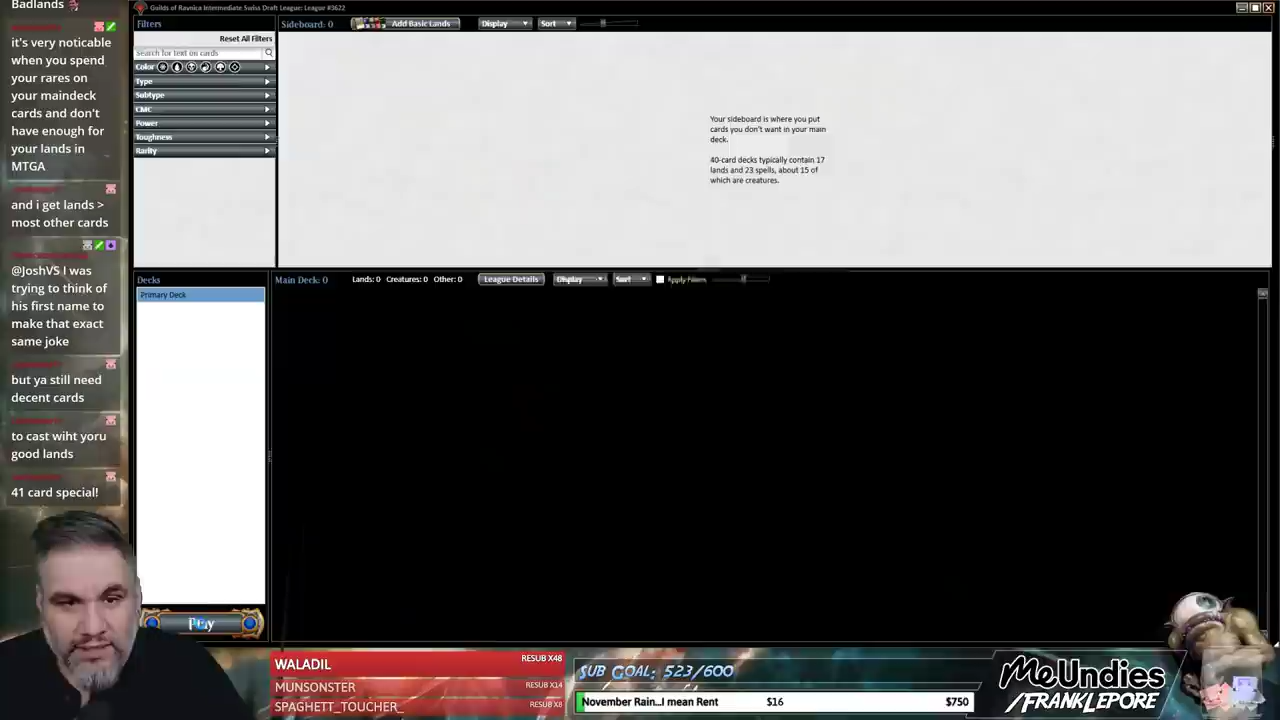 Badlands
it's very noticable
when you spend
your rares on
your maindeck
cards and don't
have enough for
your lands in
MTGA
and i get lands >
most other cards
@JoshVS I was
trying to think of
his first name to
make that exact
same joke
but ya still need
decent cards
to cast wiht yoru
good lands
41 card special!
Guilds of Ravnica Intermediate Swiss Draft League: League #3622
Filters
Reset All Filters
Search for text on cards
Color
Type
Subtype
CMC
Power
Toughness
Rarity
Sideboard: 0
Add Basic Lands
Display
Sort
Your sideboard is where you put
cards you don't want in your main
deck.
40-card decks typically contain 17
lands and 23 spells, about 15 of
which are creatures.
Decks
Primary Deck
Main Deck: 0
Lands: 0 Creatures: 0 Other: 0
League Details
Display
Sort
Apply Filters
Play
WALADIL RESUB X48
MUNSONSTER RESUB X14
SPAGHETT_TOUCHER_ RESUB X8
SUB GOAL: 523/600
November Rain...I mean Rent $16 $750
MeUndies
/FRANKLEPORE